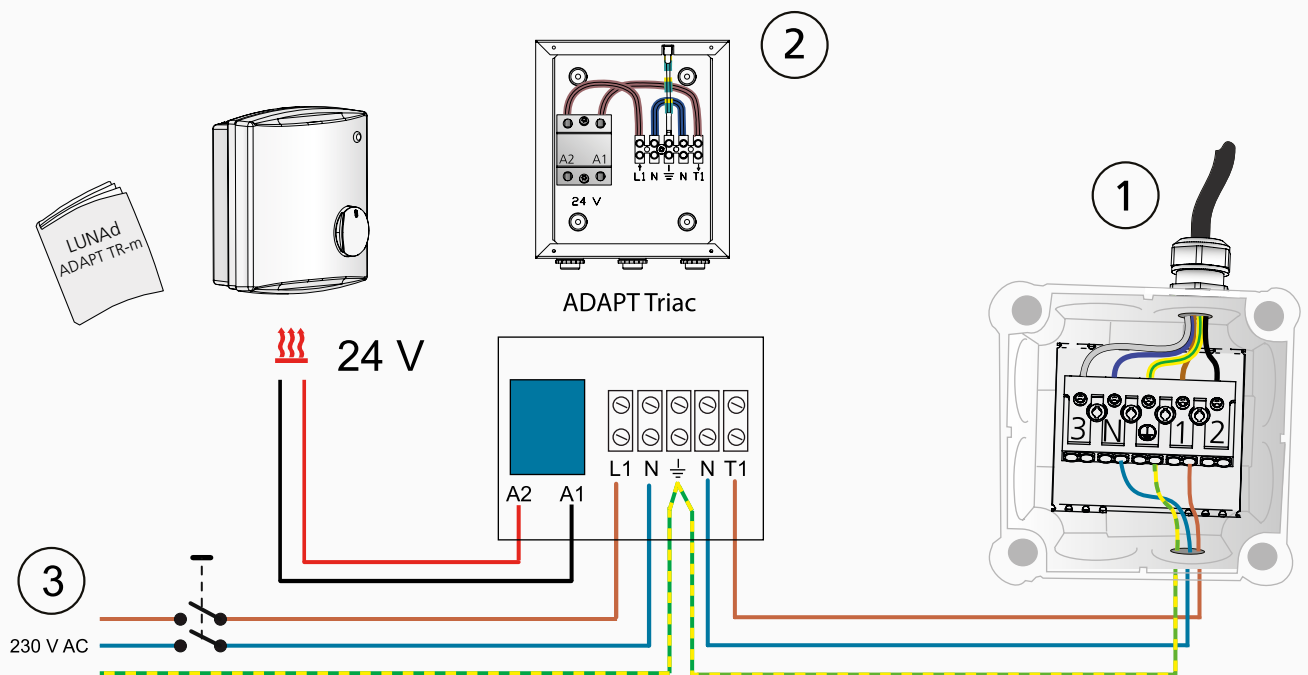 2
1
LUNAd
ADAPT TR-m
A2 A1
L1 N N T1
24 V
ADAPT Triac
24 V
3 N 1 2
L1 N N T1
A2 A1
3
230 V AC